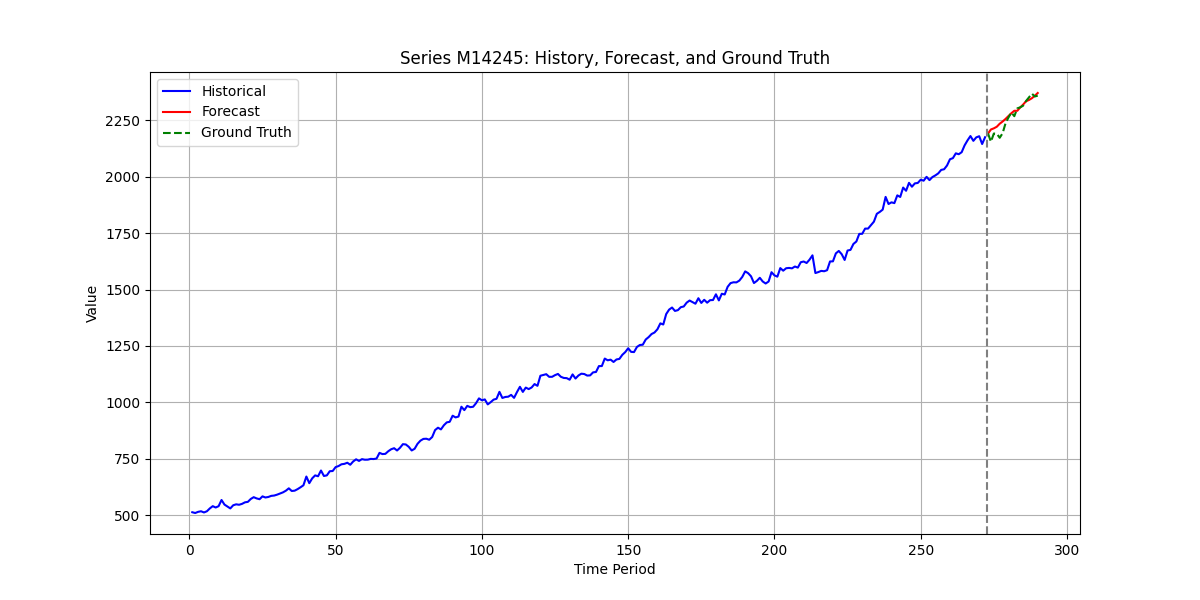 Series M14245: History, Forecast, and Ground Truth
Historical
Forecast
Ground Truth
2250
2000
1750
1500
1250
1000
750
500
Value
0 50 100 150 200 250 300
Time Period